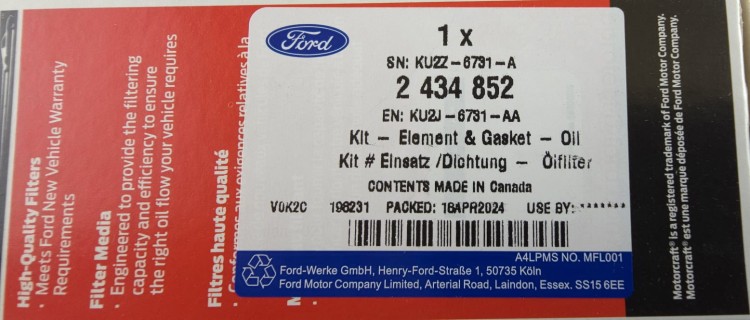 High-Quality Filters
· Meets Ford New Vehicle Warranty
Requirements
Filter Media
· Engineered to provide the filtering
capacity and efficiency to ensure
the right oil flow your vehicle requires
Filtres haute qualité
· Conformes aux exigences relatives à la
Ford
1 x
SN: KU2Z-6731-A
2 434 852
EN: KU2J-6731-AA
Kit - Element & Gasket - Oil
Kit # Einsatz /Dichtung - Ölfilter
CONTENTS MADE IN Canada
V0K2C 196231 PACKED: 16APR2024 USE BY: *******
A4LPMS NO. MFL001
Ford-Werke GmbH, Henry-Ford-Straße 1, 50735 Köln
Ford Motor Company Limited, Arterial Road, Laindon, Essex. SS15 6EE
Motorcraft® is a registered trademark of Ford Motor Company.
Motorcraft® est une marque déposée de Ford Motor Company.